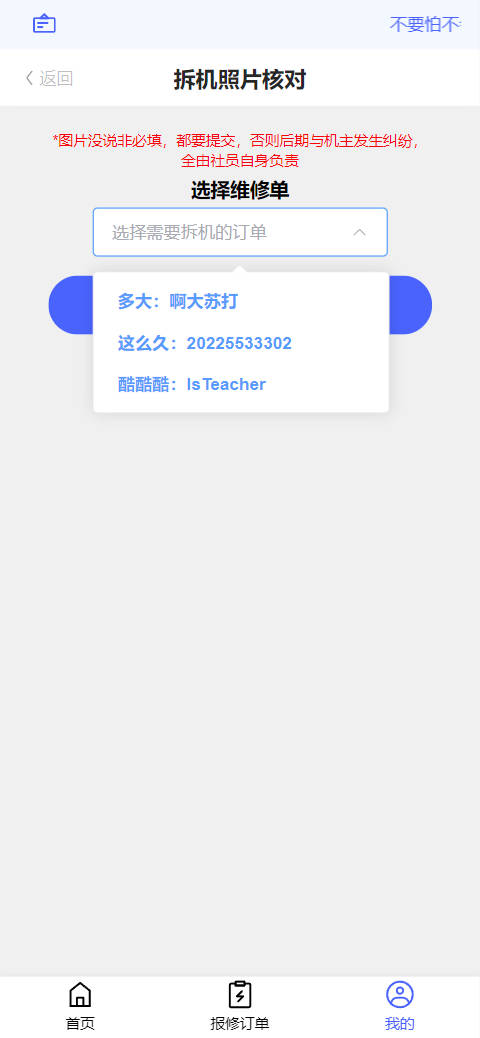 不要怕不
返回
拆机照片核对
*图片没说非必填，都要提交，否则后期与机主发生纠纷，
全由社员自身负责
选择维修单
选择需要拆机的订单
多大：啊大苏打
这么久：20225533302
酷酷酷：IsTeacher
首页
报修订单
我的